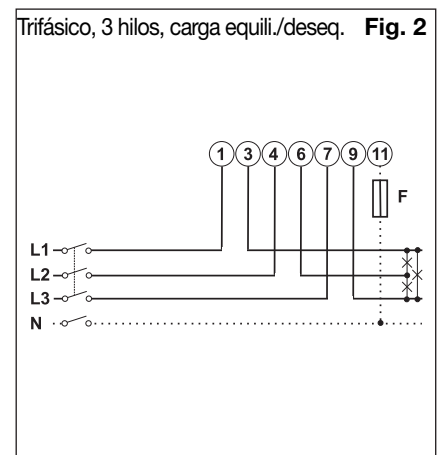 Trifásico, 3 hilos, carga equili./deseq. Fig. 2
1 3 4 6 7 9 11
F
L1
L2
L3
N